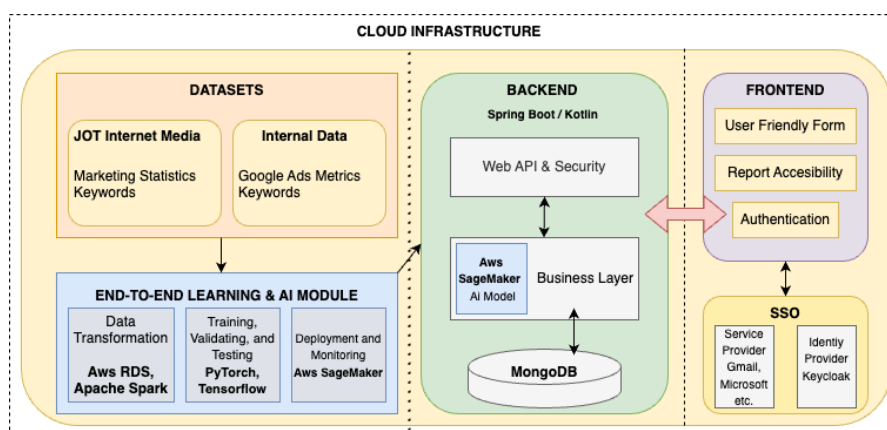 CLOUD INFRASTRUCTURE
DATASETS
JOT Internet Media
Marketing Statistics
Keywords
Internal Data
Google Ads Metrics
Keywords
END-TO-END LEARNING & AI MODULE
Data
Transformation
Aws RDS,
Apache Spark
Training,
Validating, and
Testing
PyTorch,
Tensorflow
Deployment and
Monitoring
Aws SageMaker
BACKEND
Spring Boot / Kotlin
Web API & Security
Aws
SageMaker
Ai Model
Business Layer
MongoDB
FRONTEND
User Friendly Form
Report Accesibility
Authentication
SSO
Service
Provider
Gmail,
Microsoft
etc.
Identiy
Provider
Keycloak